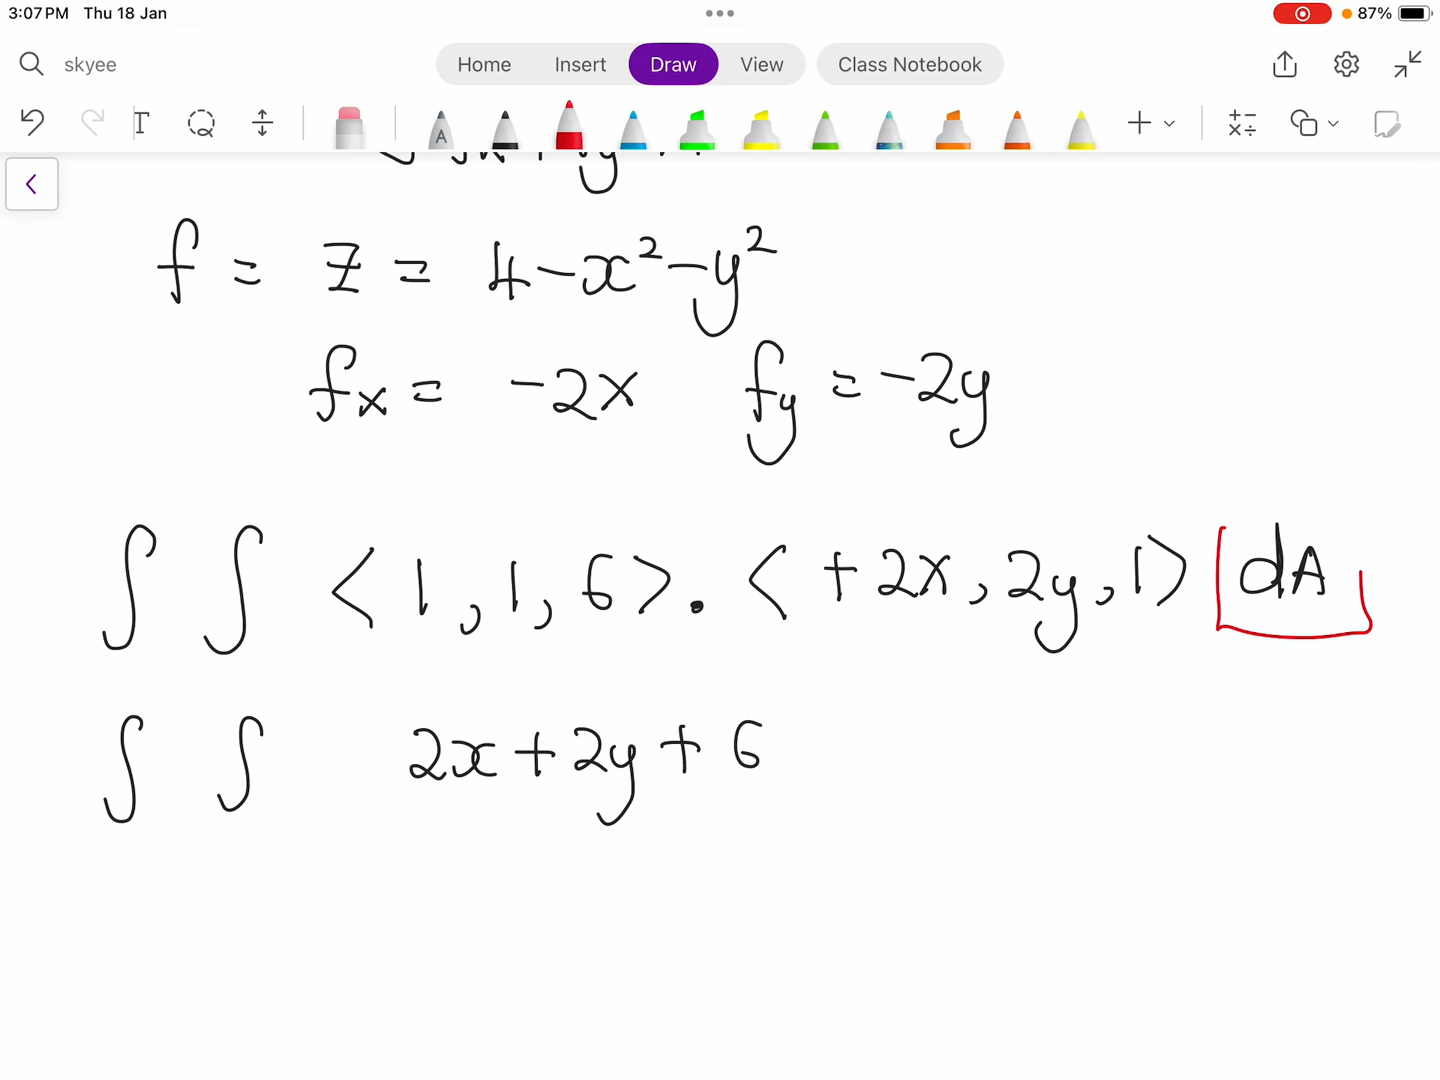 3:07 PM Thu 18 Jan
87%
skyee
Home Insert Draw View Class Notebook
T
A
f = z = 4 - x² - y²
fx = -2x fy = -2y
∫ ∫ <1, 1, 6> . <+2x, 2y, 1> dA
∫ ∫ 2x + 2y + 6